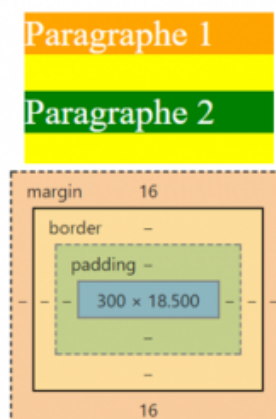 Paragraphe 1
Paragraphe 2
margin 16
border –
padding –
– – – 300 × 18.500 – – –
–
–
16